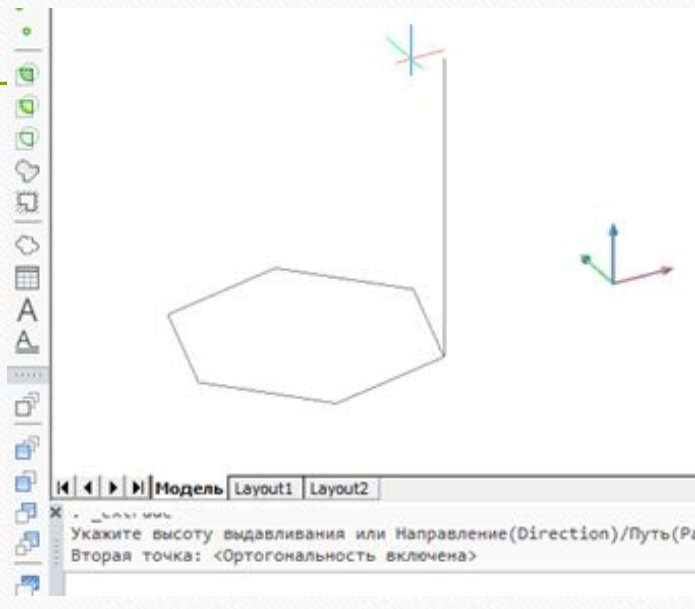 A
A
Модель Layout1 Layout2
Укажите высоту выдавливания или Направление(Direction)/Путь(Pa
Вторая точка: <Ортогональность включена>